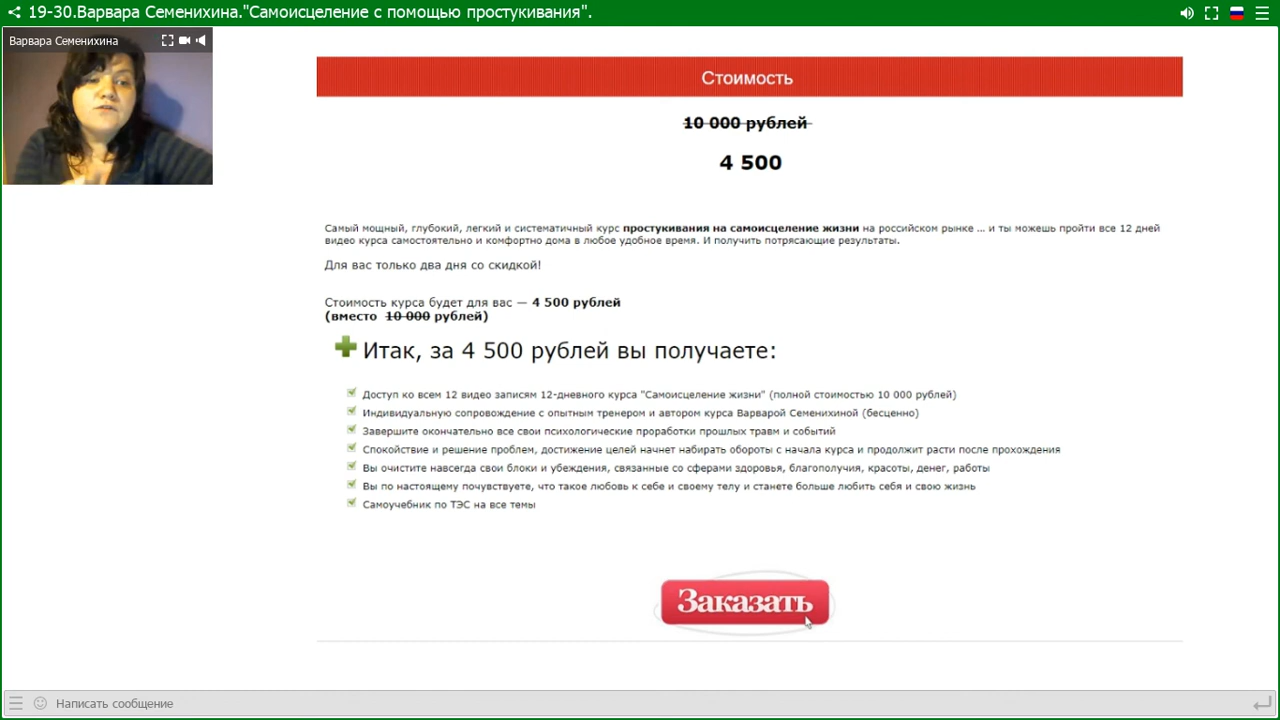 19-30.Варвара Семенихина."Самоисцеление с помощью простукивания".
Варвара Семенихина
Стоимость
10 000 рублей
4 500
Самый мощный, глубокий, легкий и систематичный курс простукивания на самоисцеление жизни на российском рынке ... и ты можешь пройти все 12 дней
видео курса самостоятельно и комфортно дома в любое удобное время. И получить потрясающие результаты.
Для вас только два дня со скидкой!
Стоимость курса будет для вас — 4 500 рублей
(вместо 10 000 рублей)
Итак, за 4 500 рублей вы получаете:
Доступ ко всем 12 видео записям 12-дневного курса "Самоисцеление жизни" (полной стоимостью 10 000 рублей)
Индивидуальную сопровождение с опытным тренером и автором курса Варварой Семенихиной (бесценно)
Завершите окончательно все свои психологические проработки прошлых травм и событий
Спокойствие и решение проблем, достижение целей начнет набирать обороты с начала курса и продолжит расти после прохождения
Вы очистите навсегда свои блоки и убеждения, связанные со сферами здоровья, благополучия, красоты, денег, работы
Вы по настоящему почувствуете, что такое любовь к себе и своему телу и станете больше любить себя и свою жизнь
Самоучебник по ТЭС на все темы
Заказать
Написать сообщение